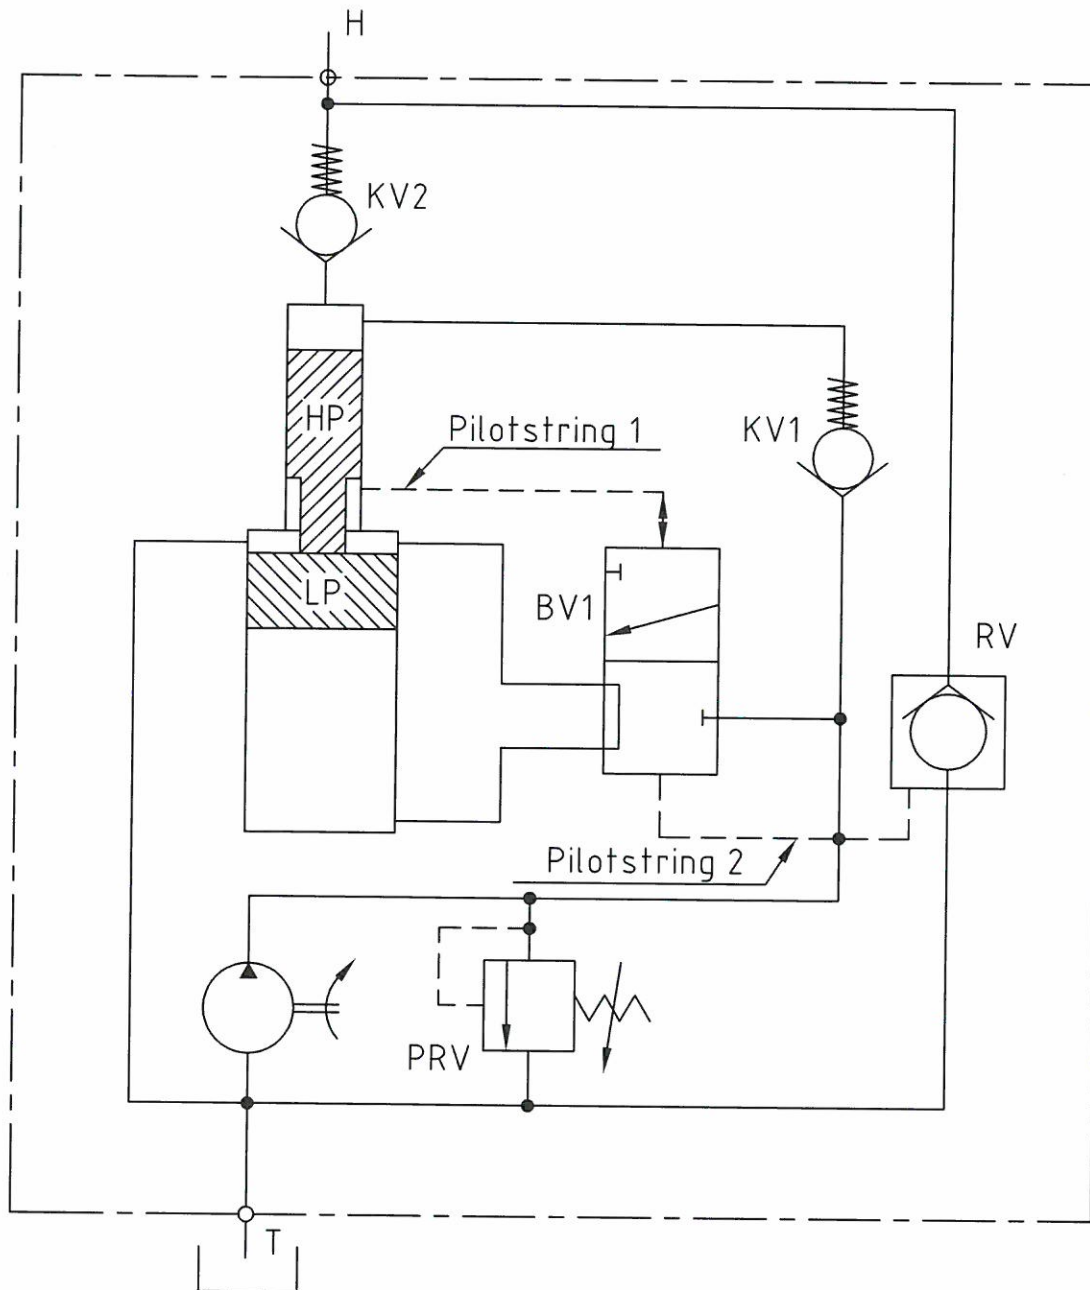 H
KV2
HP
Pilotstring 1
KV1
LP
BV1
RV
Pilotstring 2
PRV
T